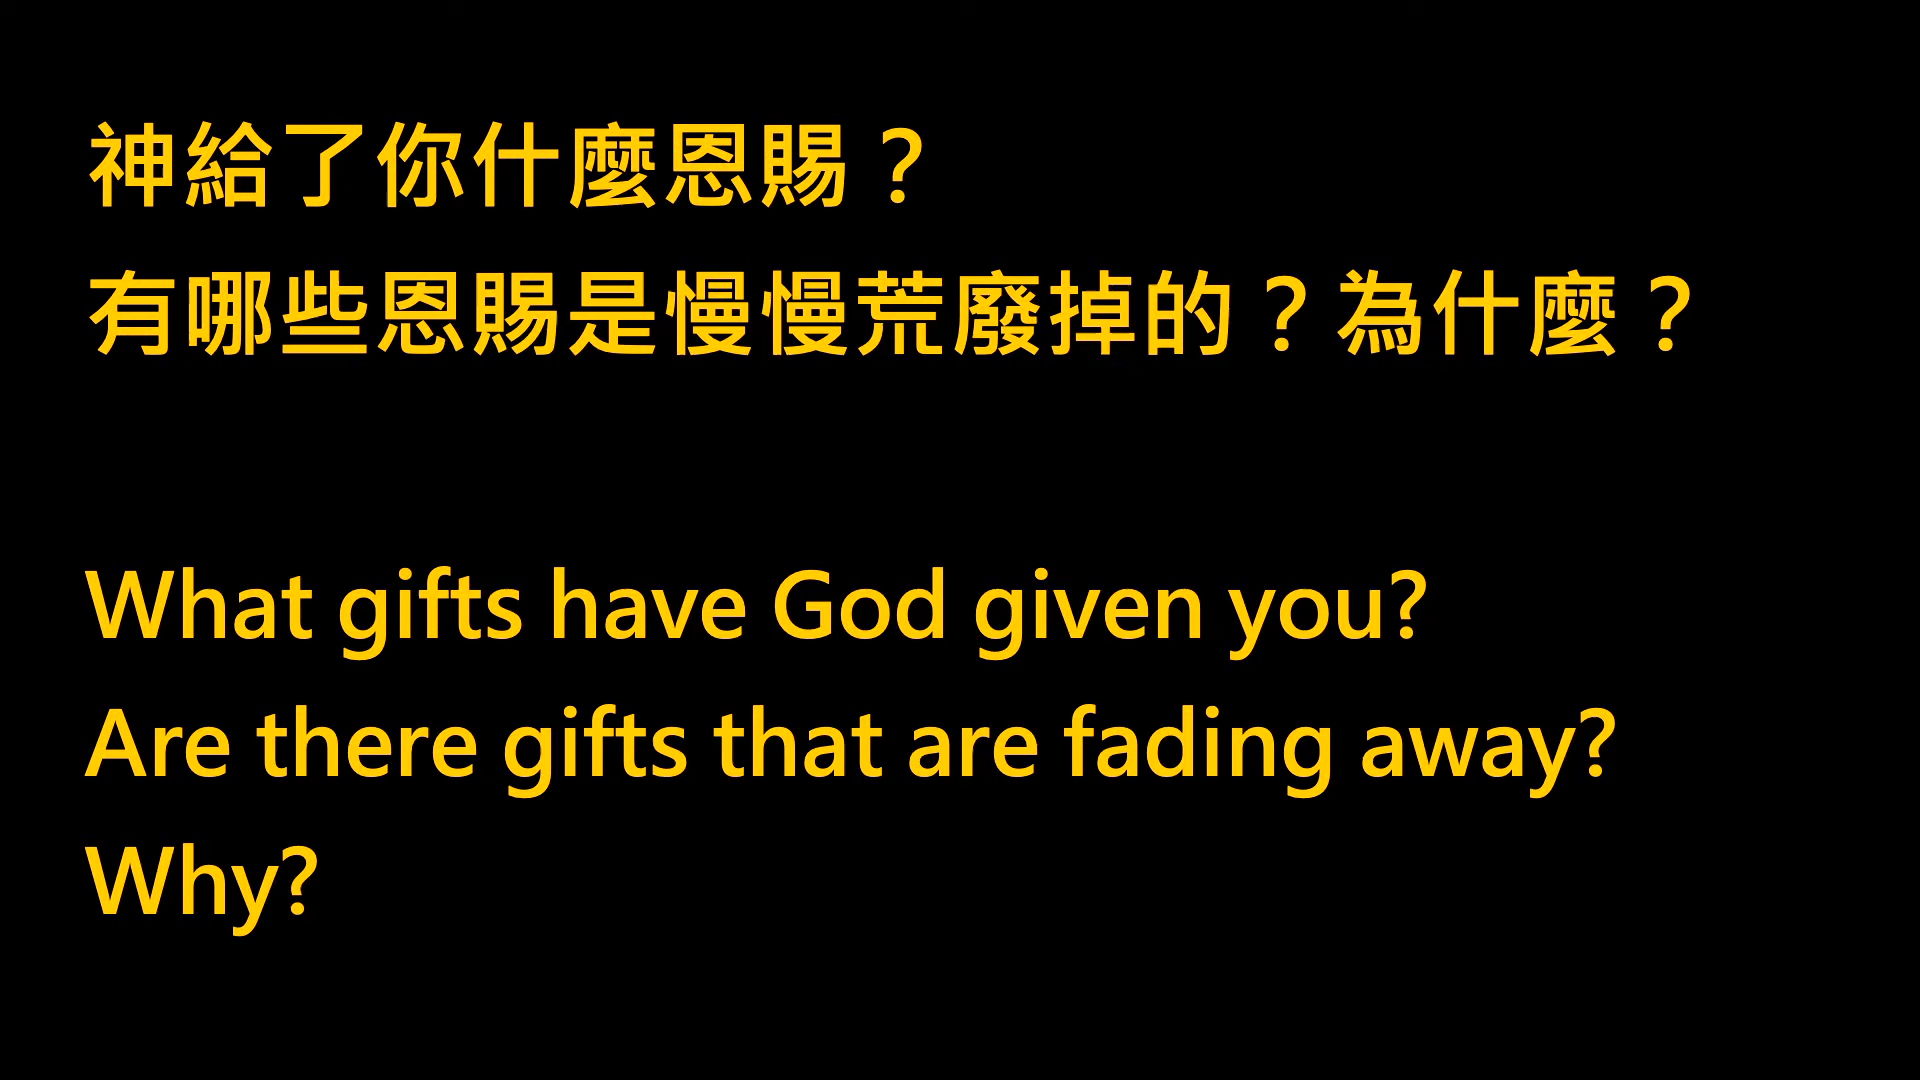 神給了你什麼恩賜？
有哪些恩賜是慢慢荒廢掉的？為什麼？
What gifts have God given you?
Are there gifts that are fading away?
Why?